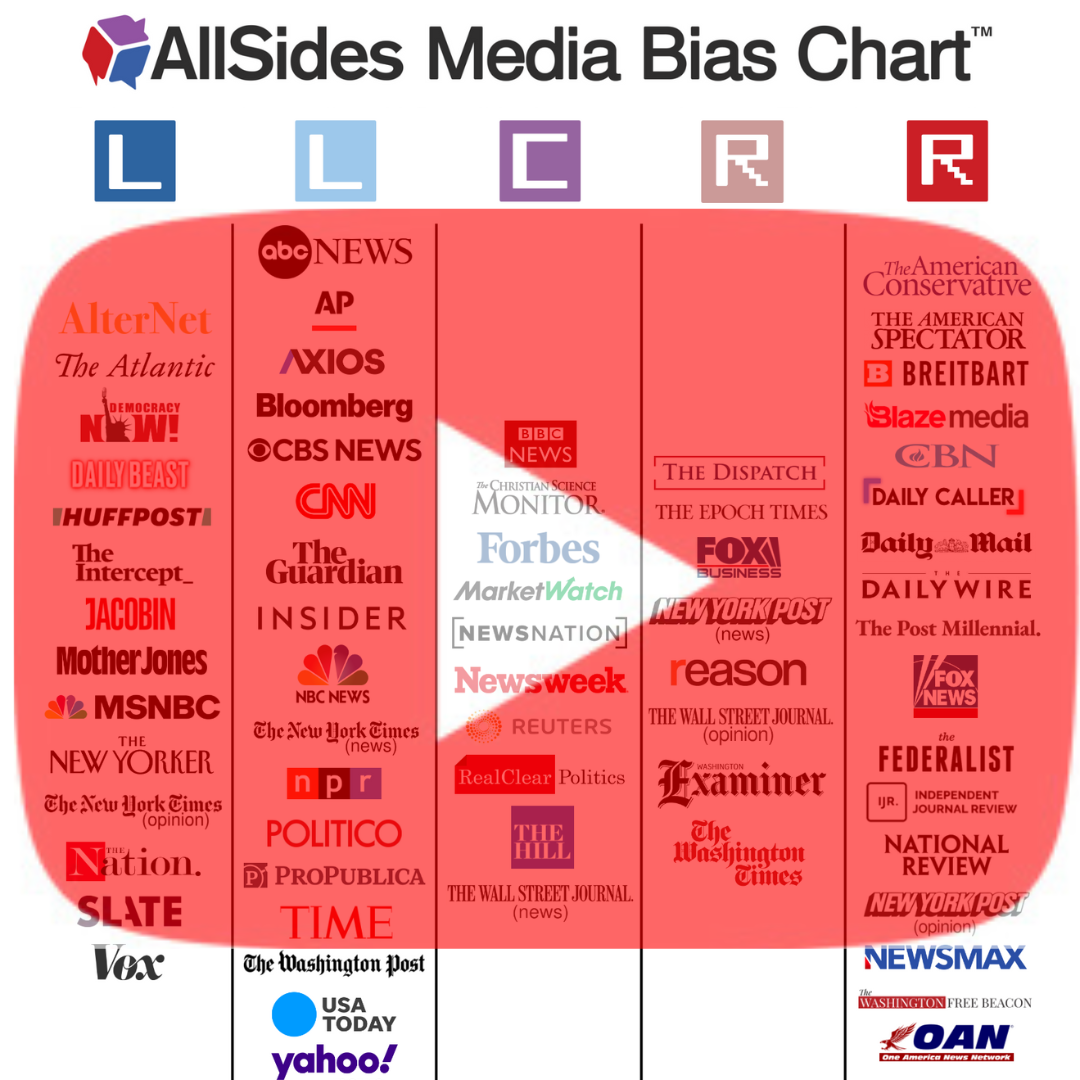 AllSides Media Bias Chart™
L L C R R
AlterNet
The Atlantic
DEMOCRACY
NOW!
DAILY BEAST
HUFFPOST
The
Intercept_
JACOBIN
Mother Jones
MSNBC
THE
NEW YORKER
The New York Times
(opinion)
THE
Nation.
SLATE
Vox
abc NEWS
AP
AXIOS
Bloomberg
CBS NEWS
CNN
The
Guardian
INSIDER
NBC NEWS
The New York Times
(news)
npr
POLITICO
P PROPUBLICA
TIME
The Washington Post
USA
TODAY
yahoo!
BBC
NEWS
The CHRISTIAN SCIENCE
MONITOR
Forbes
MarketWatch
[NEWSNATION]
Newsweek
REUTERS
RealClear Politics
THE
HILL
THE WALL STREET JOURNAL.
(news)
THE DISPATCH
THE EPOCH TIMES
FOX
BUSINESS
NEW YORK POST
(news)
reason
THE WALL STREET JOURNAL.
(opinion)
WASHINGTON
Examiner
The
Washington
Times
The American
Conservative
THE AMERICAN
SPECTATOR
B BREITBART
Blaze media
CBN
DAILY CALLER
Daily Mail
THE
DAILY WIRE
The Post Millennial.
FOX
NEWS
the
FEDERALIST
IJR. INDEPENDENT
JOURNAL REVIEW
NATIONAL
REVIEW
NEW YORK POST
(opinion)
NEWSMAX
The
WASHINGTON FREE BEACON
OAN
One America News Network